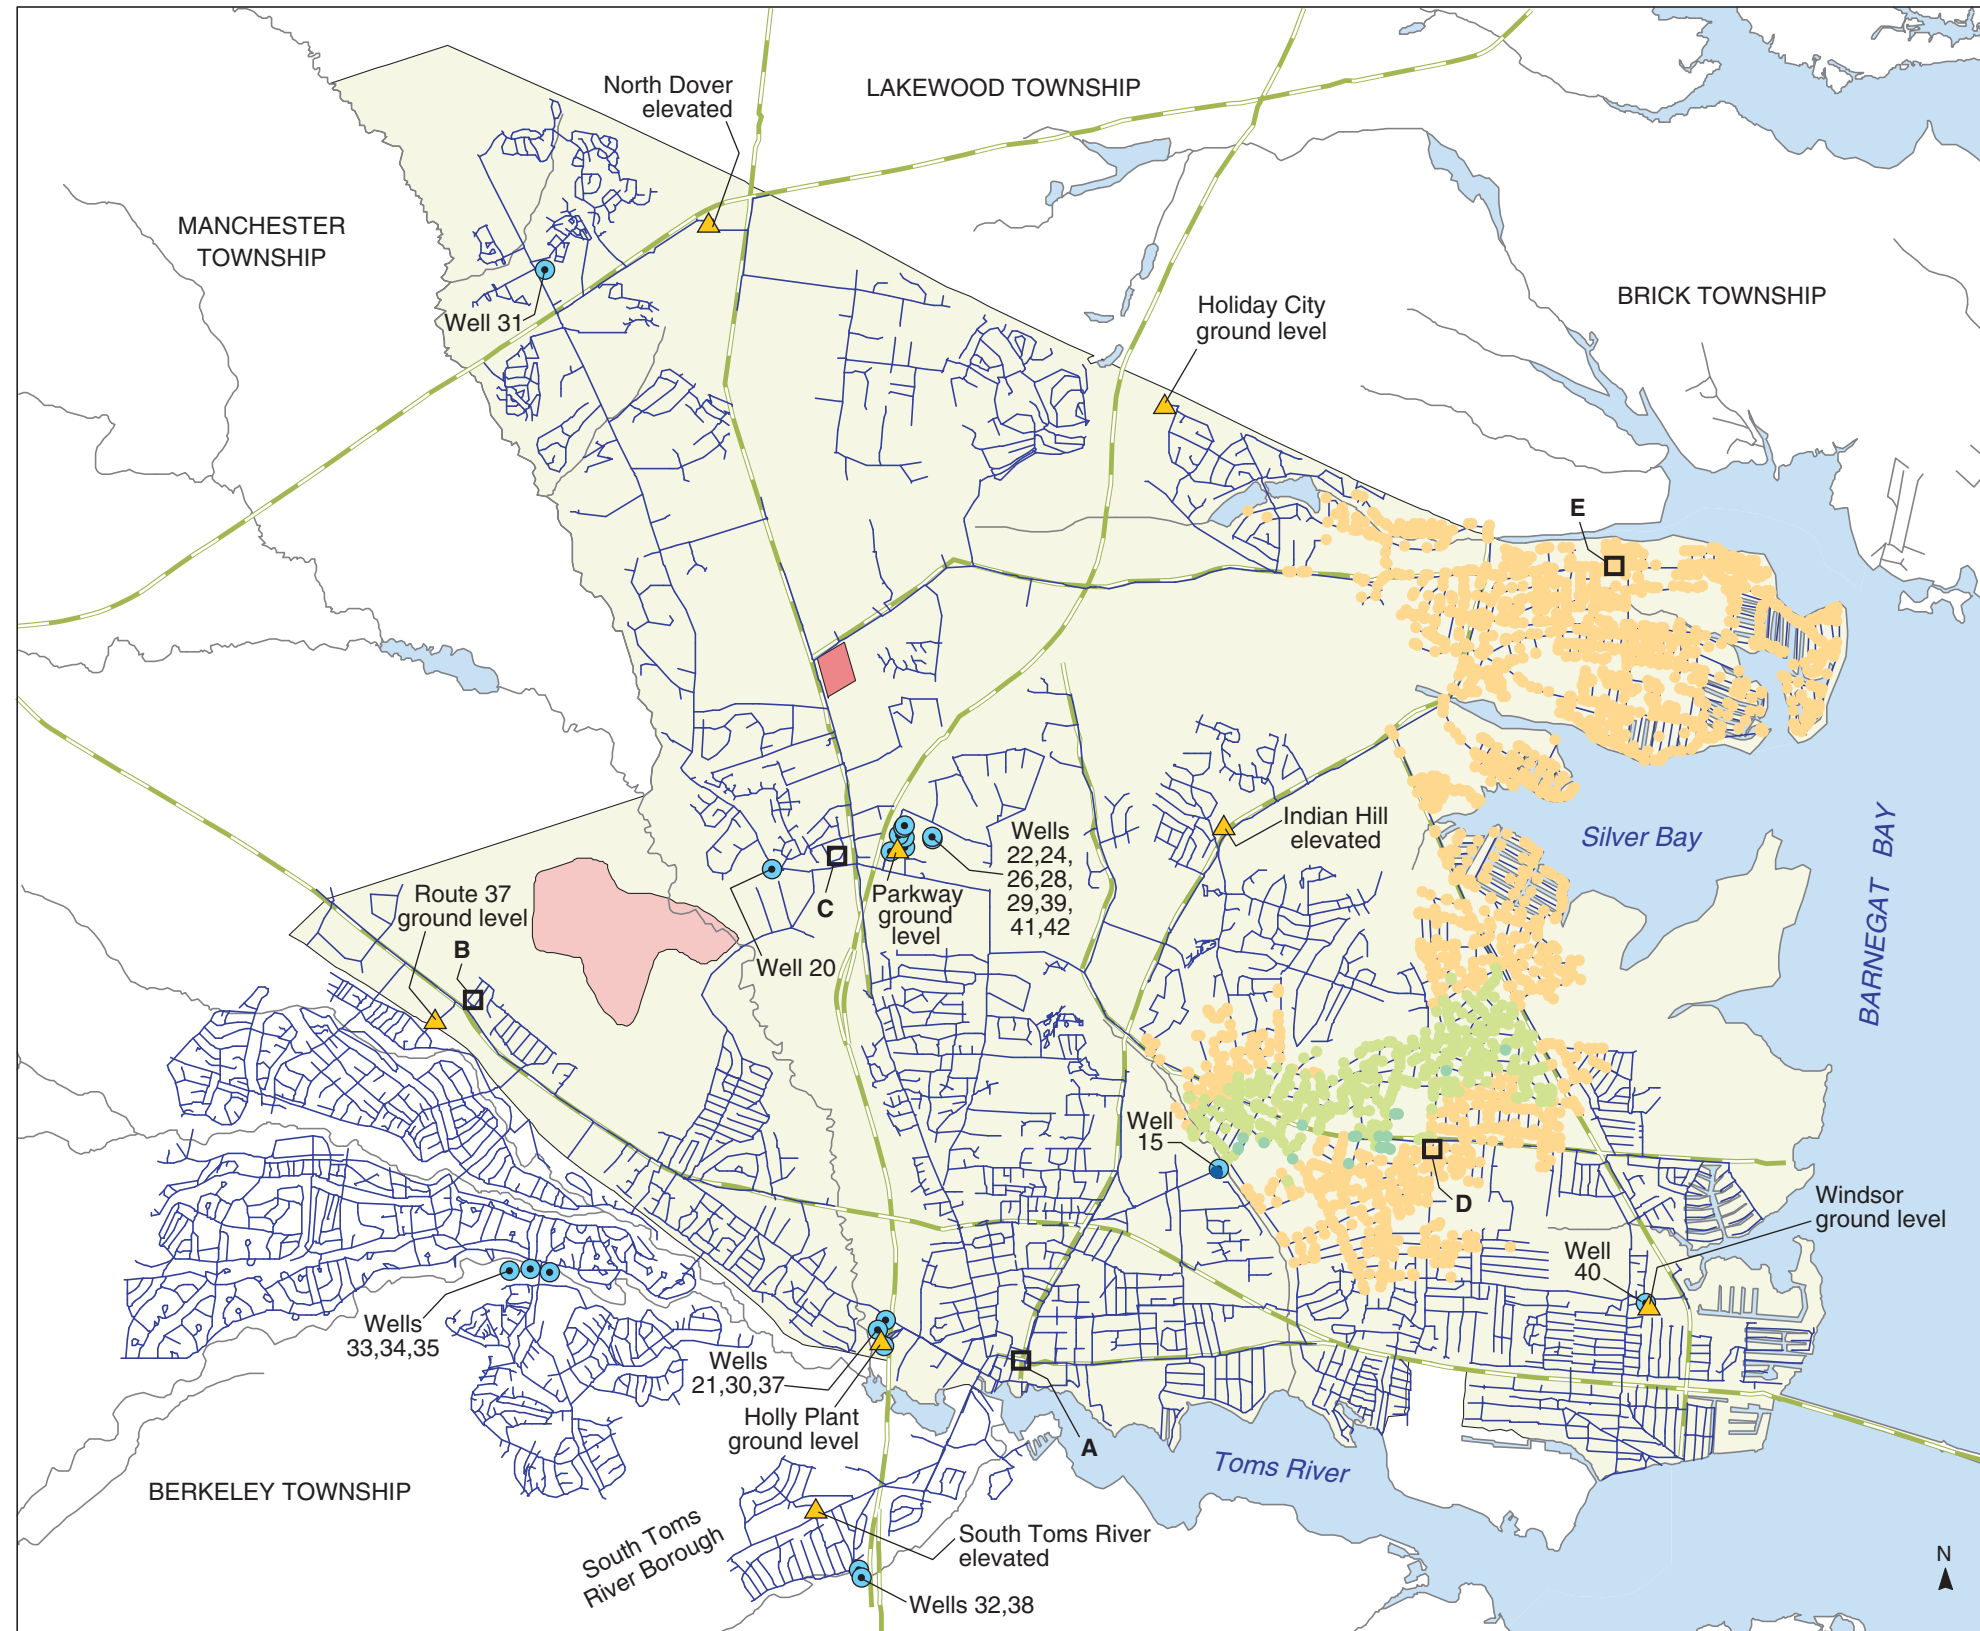 North Dover
elevated
LAKEWOOD TOWNSHIP
MANCHESTER
TOWNSHIP
Well 31
Holiday City
ground level
BRICK TOWNSHIP
E
Indian Hill
elevated
Silver Bay
BARNEGAT BAY
Wells
22,24,
26,28,
29,39,
41,42
Parkway
ground
level
C
Well 20
Route 37
ground level
B
Well
15
D
Windsor
ground level
Well
40
Wells
33,34,35
Wells
21,30,37
Holly Plant
ground level
A
Toms River
BERKELEY TOWNSHIP
South Toms
River Borough
South Toms River
elevated
Wells 32,38
N